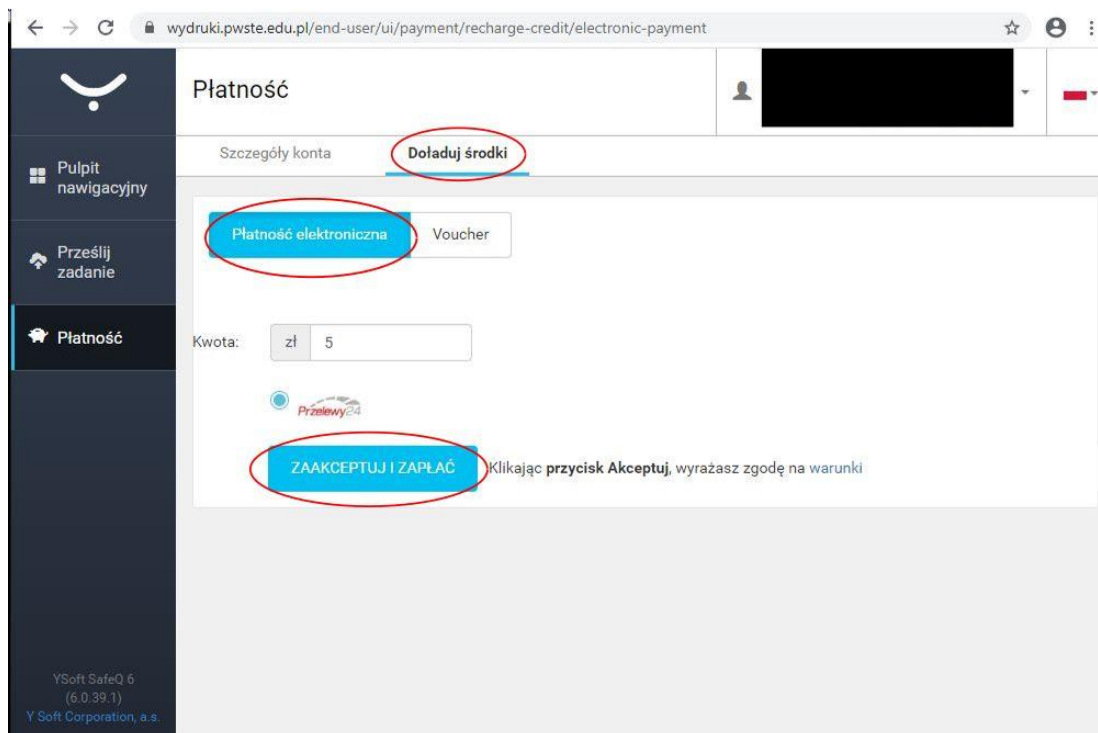 wydruki.pwste.edu.pl/end-user/ui/payment/recharge-credit/electronic-payment
Płatność
Szczegóły konta
Doładuj środki
Pulpit
nawigacyjny
Prześlij
zadanie
Płatność
Płatność elektroniczna
Voucher
Kwota:
zł
5
Przelewy24
ZAAKCEPTUJ I ZAPŁAĆ
Klikając przycisk Akceptuj, wyrażasz zgodę na warunki
YSoft SafeQ 6
(6.0.39.1)
Y Soft Corporation, a.s.